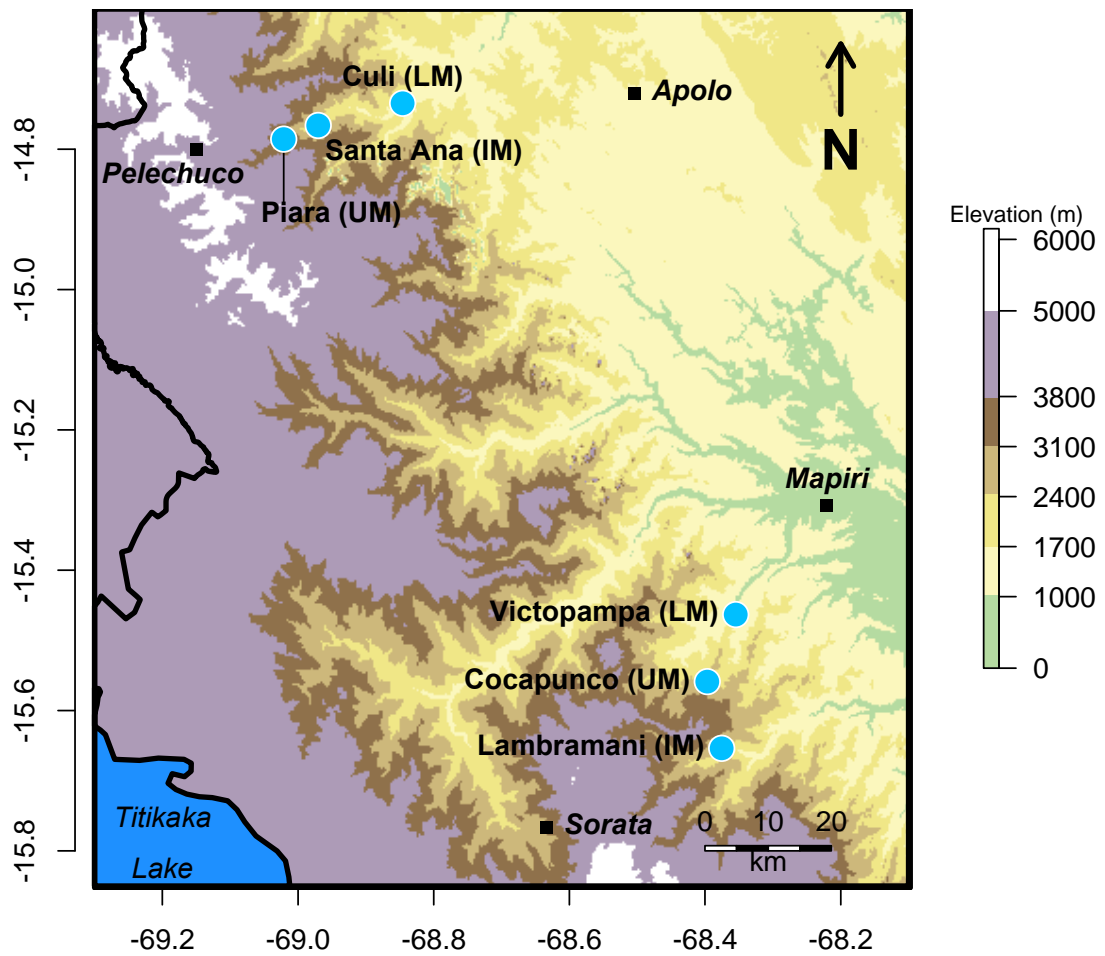 Culi (LM)
Apolo
Santa Ana (IM)
N
Pelechuco
Piara (UM)
Mapiri
Victopampa (LM)
Cocapunco (UM)
Lambramani (IM)
Titikaka
Lake
Sorata
0 10 20
km
-14.8
-15.0
-15.2
-15.4
-15.6
-15.8
-69.2 -69.0 -68.8 -68.6 -68.4 -68.2
Elevation (m)
6000
5000
3800
3100
2400
1700
1000
0